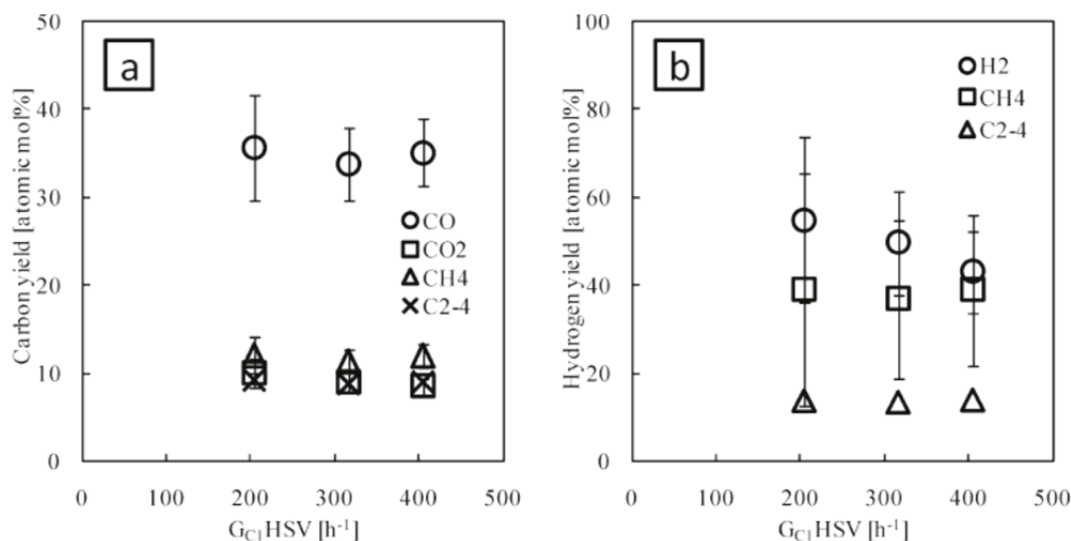 a
Carbon yield [atomic mol%]
50
40
30
20
10
0
CO
CO2
CH4
C2-4
0 100 200 300 400 500
G_C1HSV [h⁻¹]
b
Hydrogen yield [atomic mol%]
100
80
60
40
20
0
H2
CH4
C2-4
0 100 200 300 400 500
G_C1HSV [h⁻¹]